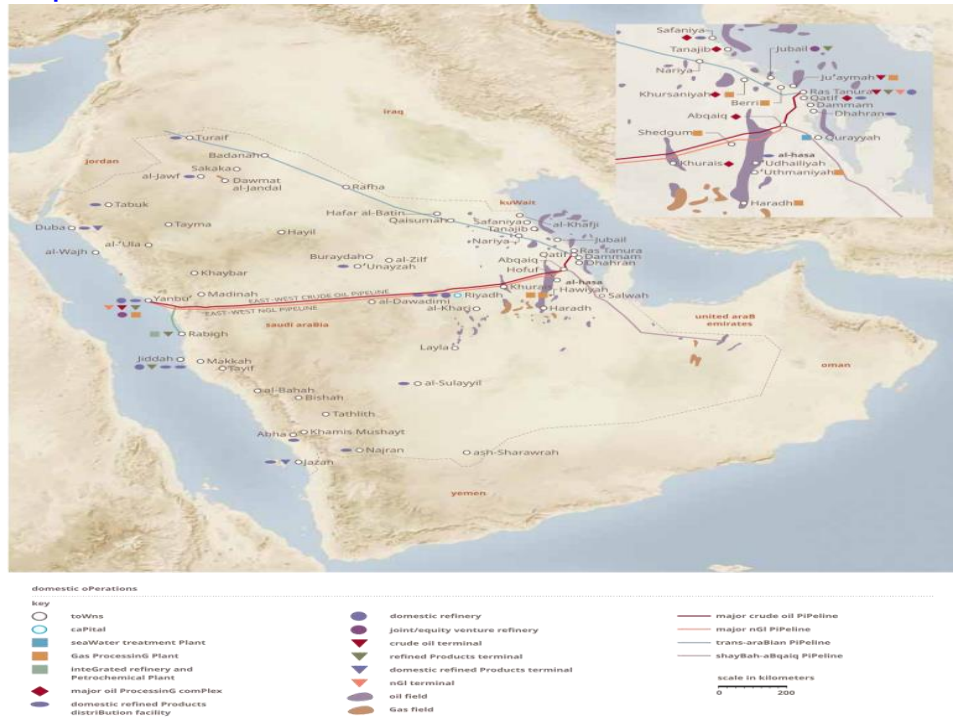 iraq
jordan
Turaif
Badanah
Sakaka
al-Jawf
Dawmat
al-Jandal
Rafha
Tabuk
kuWait
Duba
Tayma
Hafar al-Batin
Qaisumah
Safaniya
al-Khafji
Tanajib
Hayil
al-'Ula
al-Wajh
Nariya
Jubail
Buraydah
al-Zilf
'Unayzah
Qatif
Ras Tanura
Dammam
Dhahran
Abqaiq
Hofuf
Khaybar
al-hasa
Madinah
Yanbu'
EAST-WEST CRUDE OIL PIPELINE
EAST-WEST NGL PIPELINE
al-Dawadimi
Riyadh
Khurais
Hawiyah
Salwah
al-Kharj
Haradh
saudi araBia
united araB
emirates
Rabigh
Layla
oman
Jiddah
Makkah
Tayif
al-Sulayyil
al-Bahah
Bishah
Tathlith
Abha
Khamis Mushayt
Najran
ash-Sharawrah
Jazah
yemen
Safaniya
Tanajib
Jubail
Nariya
Ju'aymah
Khursaniyah
Ras Tanura
Qatif
Berri
Dammam
Dhahran
Abqaiq
Shedgum
Qurayyah
al-hasa
Khurais
'Udhailiyah
'Uthmaniyah
Haradh
domestic oPerations
key
toWns
caPital
seaWater treatment Plant
Gas ProcessinG Plant
inteGrated refinery and
Petrochemical Plant
major oil ProcessinG comPlex
domestic refined Products
distriBution facility
domestic refinery
joint/equity venture refinery
crude oil terminal
refined Products terminal
domestic refined Products terminal
nGl terminal
oil field
Gas field
major crude oil PiPeline
major nGl PiPeline
trans-araBian PiPeline
shayBah-aBqaiq PiPeline
scale in kilometers
0 200